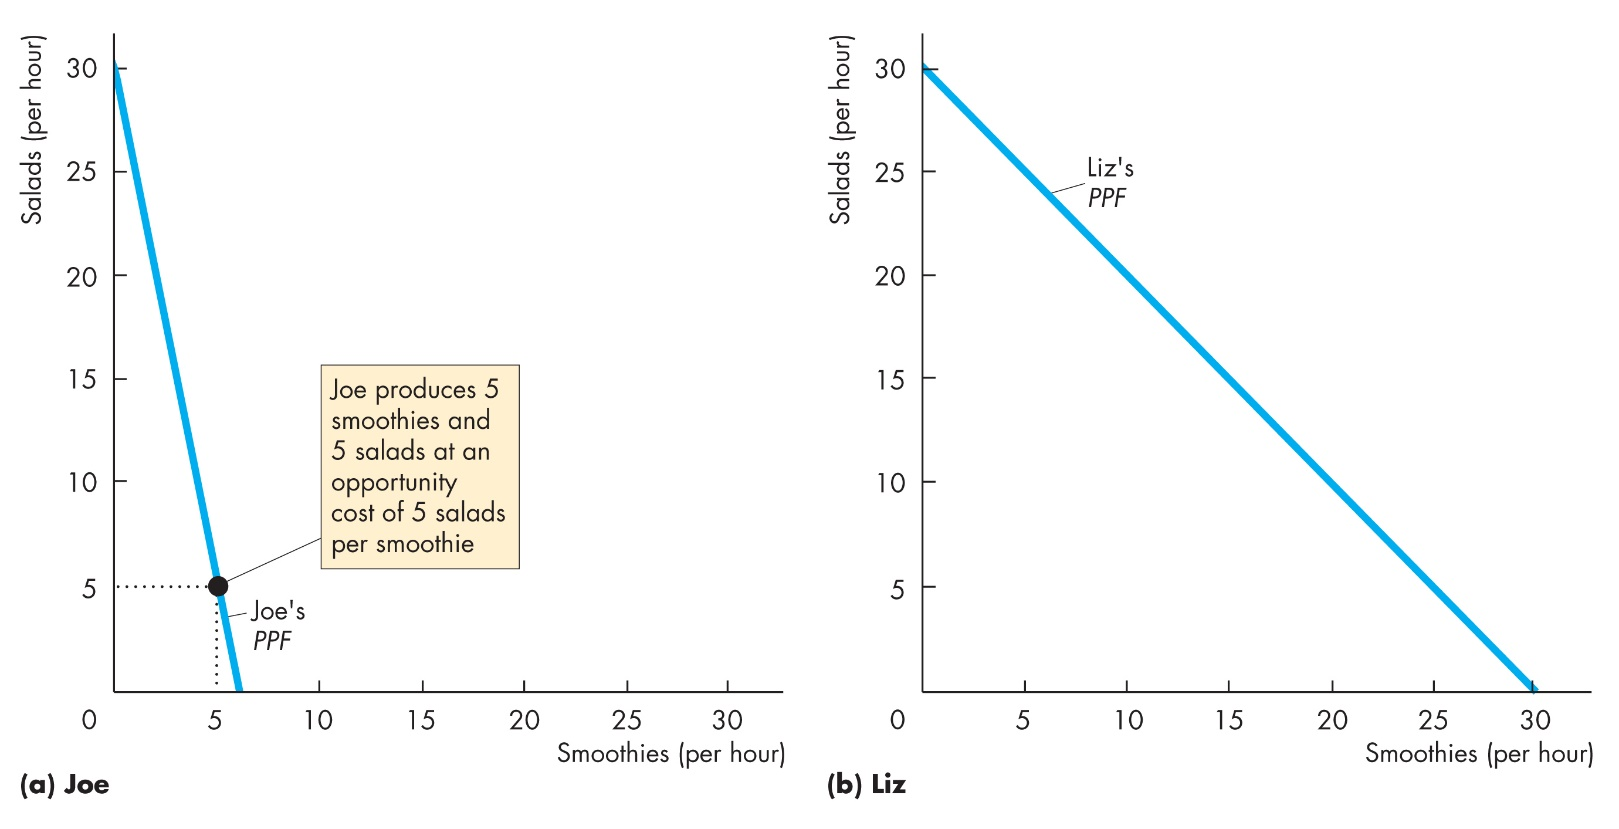 Salads (per hour)
30
25
20
15
10
5
0
5
10
15
20
25
30
Smoothies (per hour)
Joe produces 5
smoothies and
5 salads at an
opportunity
cost of 5 salads
per smoothie
Joe's
PPF
(a) Joe
Salads (per hour)
30
25
20
15
10
5
0
5
10
15
20
25
30
Smoothies (per hour)
Liz's
PPF
(b) Liz